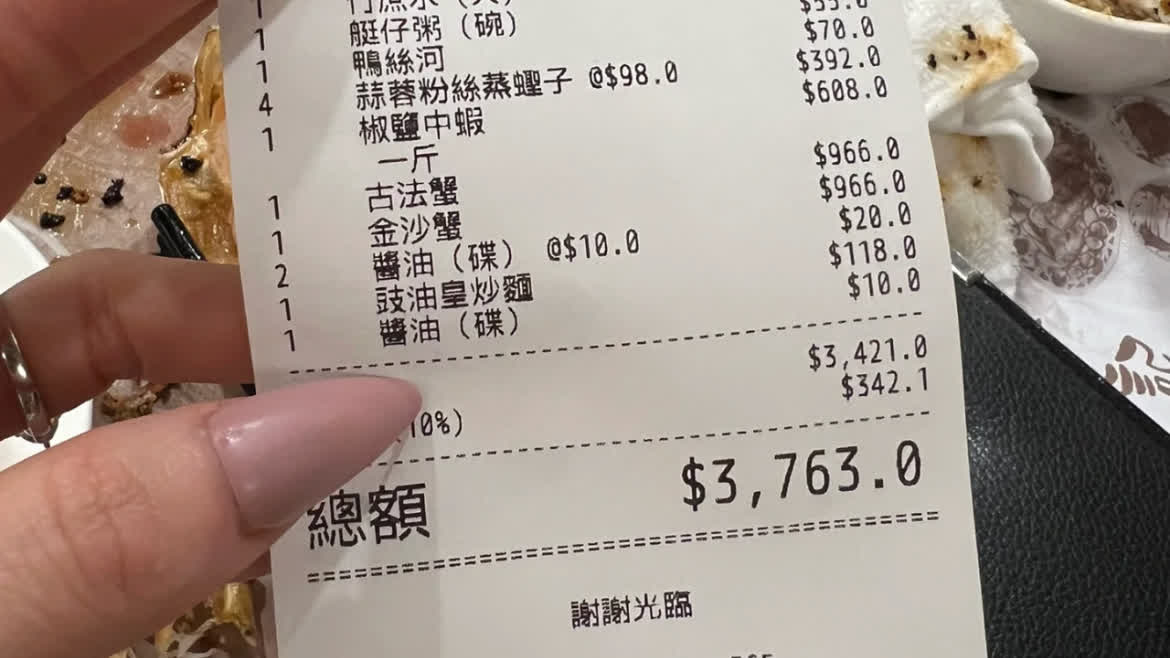 1 艇仔粥（碗）
1 鴨絲河 $70.0
4 蒜蓉粉絲蒸蟶子 @$98.0 $392.0
1 椒鹽中蝦 $608.0
一斤
1 古法蟹 $966.0
1 金沙蟹 $966.0
2 醬油（碟） @$10.0 $20.0
1 豉油皇炒麵 $118.0
1 醬油（碟） $10.0
$3,421.0
10%) $342.1
總額 $3,763.0
謝謝光臨